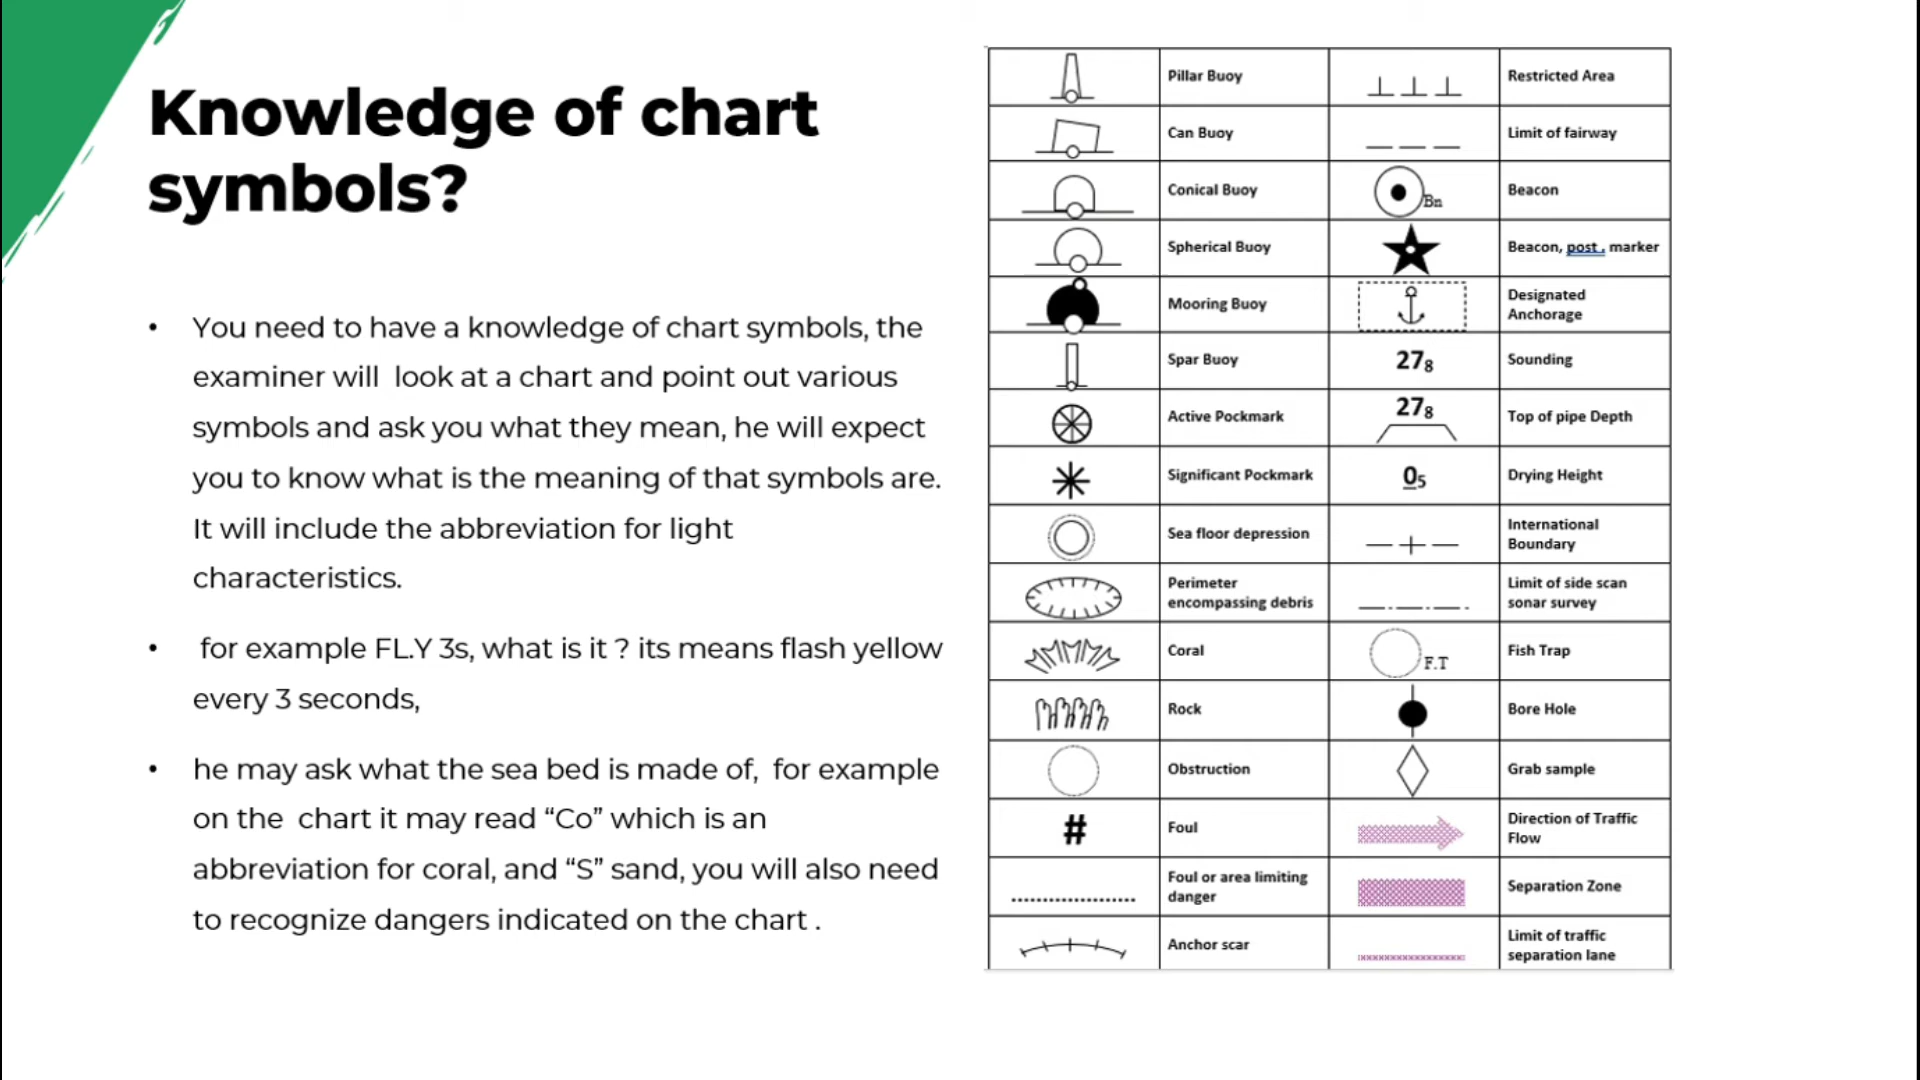 Knowledge of chart
symbols?
• You need to have a knowledge of chart symbols, the
examiner will look at a chart and point out various
symbols and ask you what they mean, he will expect
you to know what is the meaning of that symbols are.
It will include the abbreviation for light
characteristics.
• for example FL.Y 3s, what is it ? its means flash yellow
every 3 seconds,
• he may ask what the sea bed is made of, for example
on the chart it may read “Co” which is an
abbreviation for coral, and “S” sand, you will also need
to recognize dangers indicated on the chart .
Pillar Buoy
Restricted Area
Can Buoy
Limit of fairway
Conical Buoy
Bn
Beacon
Spherical Buoy
Beacon, post . marker
Mooring Buoy
Designated
Anchorage
Spar Buoy
27₈
Sounding
Active Pockmark
27₈
Top of pipe Depth
Significant Pockmark
0₅
Drying Height
Sea floor depression
International
Boundary
Perimeter
encompassing debris
Limit of side scan
sonar survey
Coral
F.T
Fish Trap
Rock
Bore Hole
Obstruction
Grab sample
#
Foul
Direction of Traffic
Flow
Foul or area limiting
danger
Separation Zone
Anchor scar
Limit of traffic
separation lane